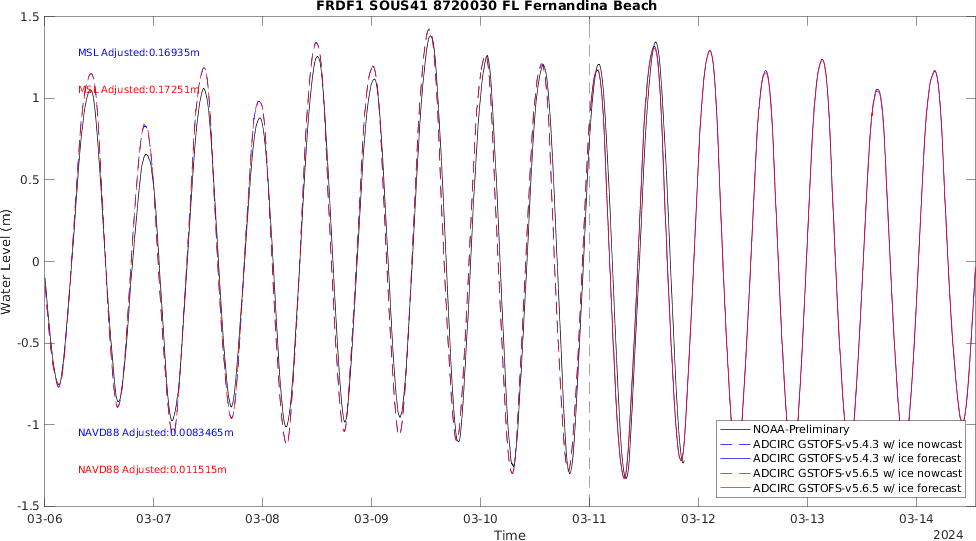 FRDF1 SOUS41 8720030 FL Fernandina Beach
1.5
MSL Adjusted:0.16935m
MSL Adjusted:0.17251m
1
0.5
0
Water Level (m)
-0.5
-1
NAVD88 Adjusted:0.0083465m
NAVD88 Adjusted:0.011515m
NOAA-Preliminary
ADCIRC GSTOFS-v5.4.3 w/ ice nowcast
ADCIRC GSTOFS-v5.4.3 w/ ice forecast
ADCIRC GSTOFS-v5.6.5 w/ ice nowcast
ADCIRC GSTOFS-v5.6.5 w/ ice forecast
-1.5
03-06 03-07 03-08 03-09 03-10 03-11 03-12 03-13 03-14
Time
2024